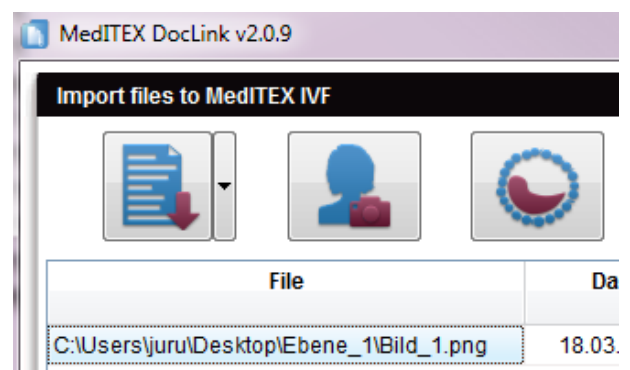 MedITEX DocLink v2.0.9
Import files to MedITEX IVF
File Da
C:\Users\juru\Desktop\Ebene_1\Bild_1.png 18.03.